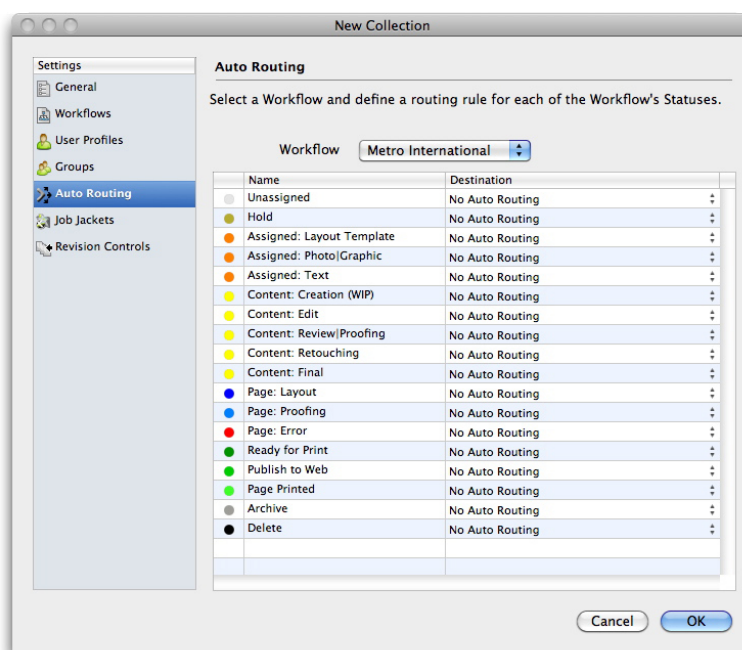 New Collection
Settings
General
Workflows
User Profiles
Groups
Auto Routing
Job Jackets
Revision Controls
Auto Routing
Select a Workflow and define a routing rule for each of the Workflow's Statuses.
Workflow Metro International
Name Destination
Unassigned No Auto Routing
Hold No Auto Routing
Assigned: Layout Template No Auto Routing
Assigned: Photo|Graphic No Auto Routing
Assigned: Text No Auto Routing
Content: Creation (WIP) No Auto Routing
Content: Edit No Auto Routing
Content: Review|Proofing No Auto Routing
Content: Retouching No Auto Routing
Content: Final No Auto Routing
Page: Layout No Auto Routing
Page: Proofing No Auto Routing
Page: Error No Auto Routing
Ready for Print No Auto Routing
Publish to Web No Auto Routing
Page Printed No Auto Routing
Archive No Auto Routing
Delete No Auto Routing
Cancel OK